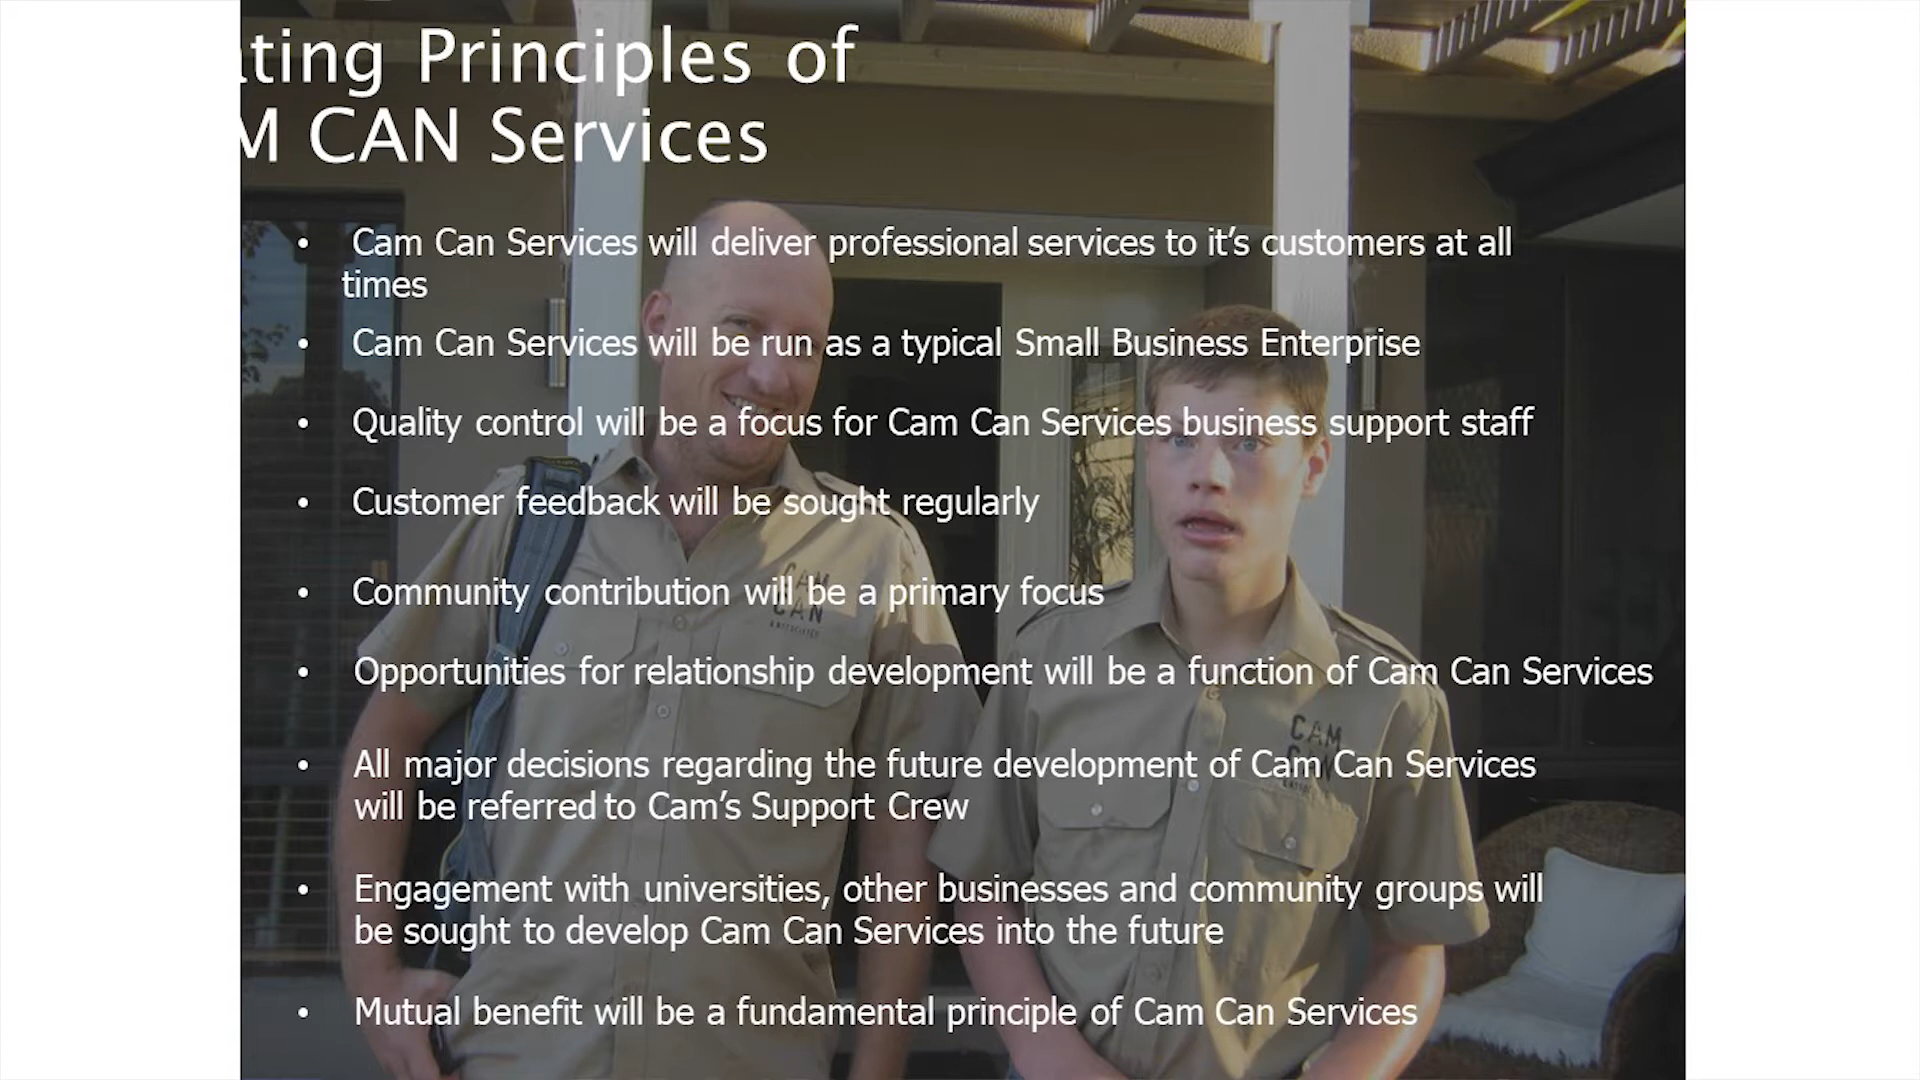 ting Principles of
M CAN Services
• Cam Can Services will deliver professional services to it’s customers at all
times
• Cam Can Services will be run as a typical Small Business Enterprise
• Quality control will be a focus for Cam Can Services business support staff
• Customer feedback will be sought regularly
• Community contribution will be a primary focus
• Opportunities for relationship development will be a function of Cam Can Services
• All major decisions regarding the future development of Cam Can Services
will be referred to Cam’s Support Crew
• Engagement with universities, other businesses and community groups will
be sought to develop Cam Can Services into the future
• Mutual benefit will be a fundamental principle of Cam Can Services
CAM
CAN
CAM